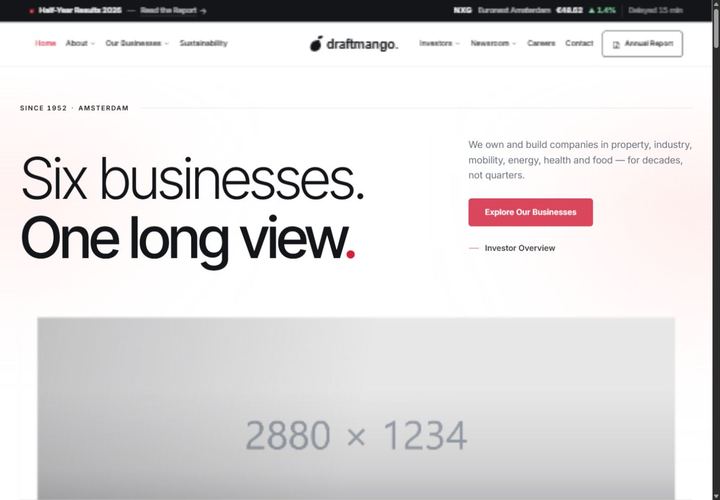 Half-Year Results 2026 — Read the Report →
NXG Euronext Amsterdam €48.62 ▲ 1.4% Delayed 15 min
Home About Our Businesses Sustainability
draftmango.
Investors Newsroom Careers Contact Annual Report
SINCE 1952 · AMSTERDAM
Six businesses.
One long view.
We own and build companies in property, industry,
mobility, energy, health and food — for decades,
not quarters.
Explore Our Businesses
Investor Overview
2880 × 1234